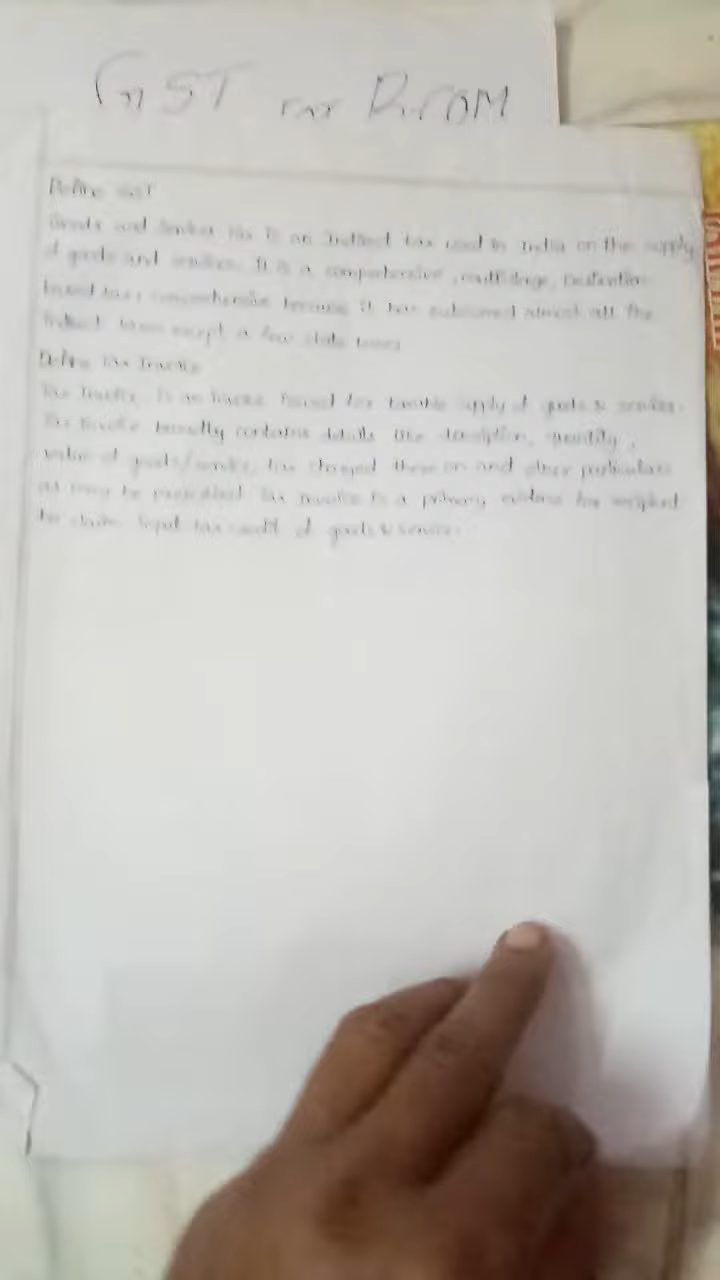 GST for B.COM
Define GST
Goods and Services tax is an indirect tax used in India on the supply
of goods and services. It is a comprehensive, multistage, destination
based tax: comprehensive because it has subsumed almost all the
indirect taxes except a few state taxes
Define Tax Invoice
Tax Invoice is an invoice issued for taxable supply of goods & services.
Tax invoice broadly contains details like description, quantity,
value of goods/service, tax charged thereon and other particulars
as may be prescribed. Tax invoice is a primary evidence for
to claim input tax credit of goods & services.